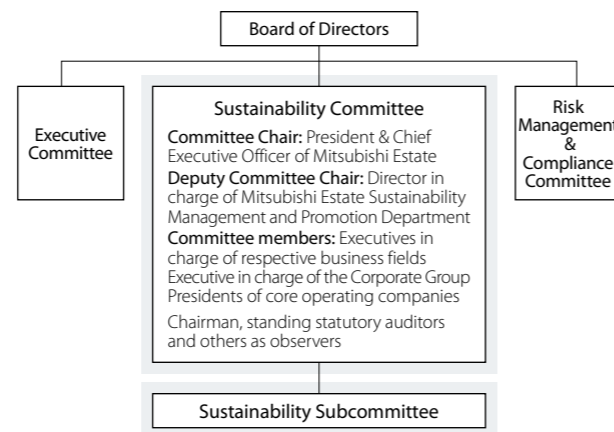 Board of Directors
Executive
Committee
Sustainability Committee
Committee Chair: President & Chief
Executive Officer of Mitsubishi Estate
Deputy Committee Chair: Director in
charge of Mitsubishi Estate Sustainability
Management and Promotion Department
Committee members: Executives in
charge of respective business fields
Executive in charge of the Corporate Group
Presidents of core operating companies
Chairman, standing statutory auditors
and others as observers
Risk
Management
&
Compliance
Committee
Sustainability Subcommittee